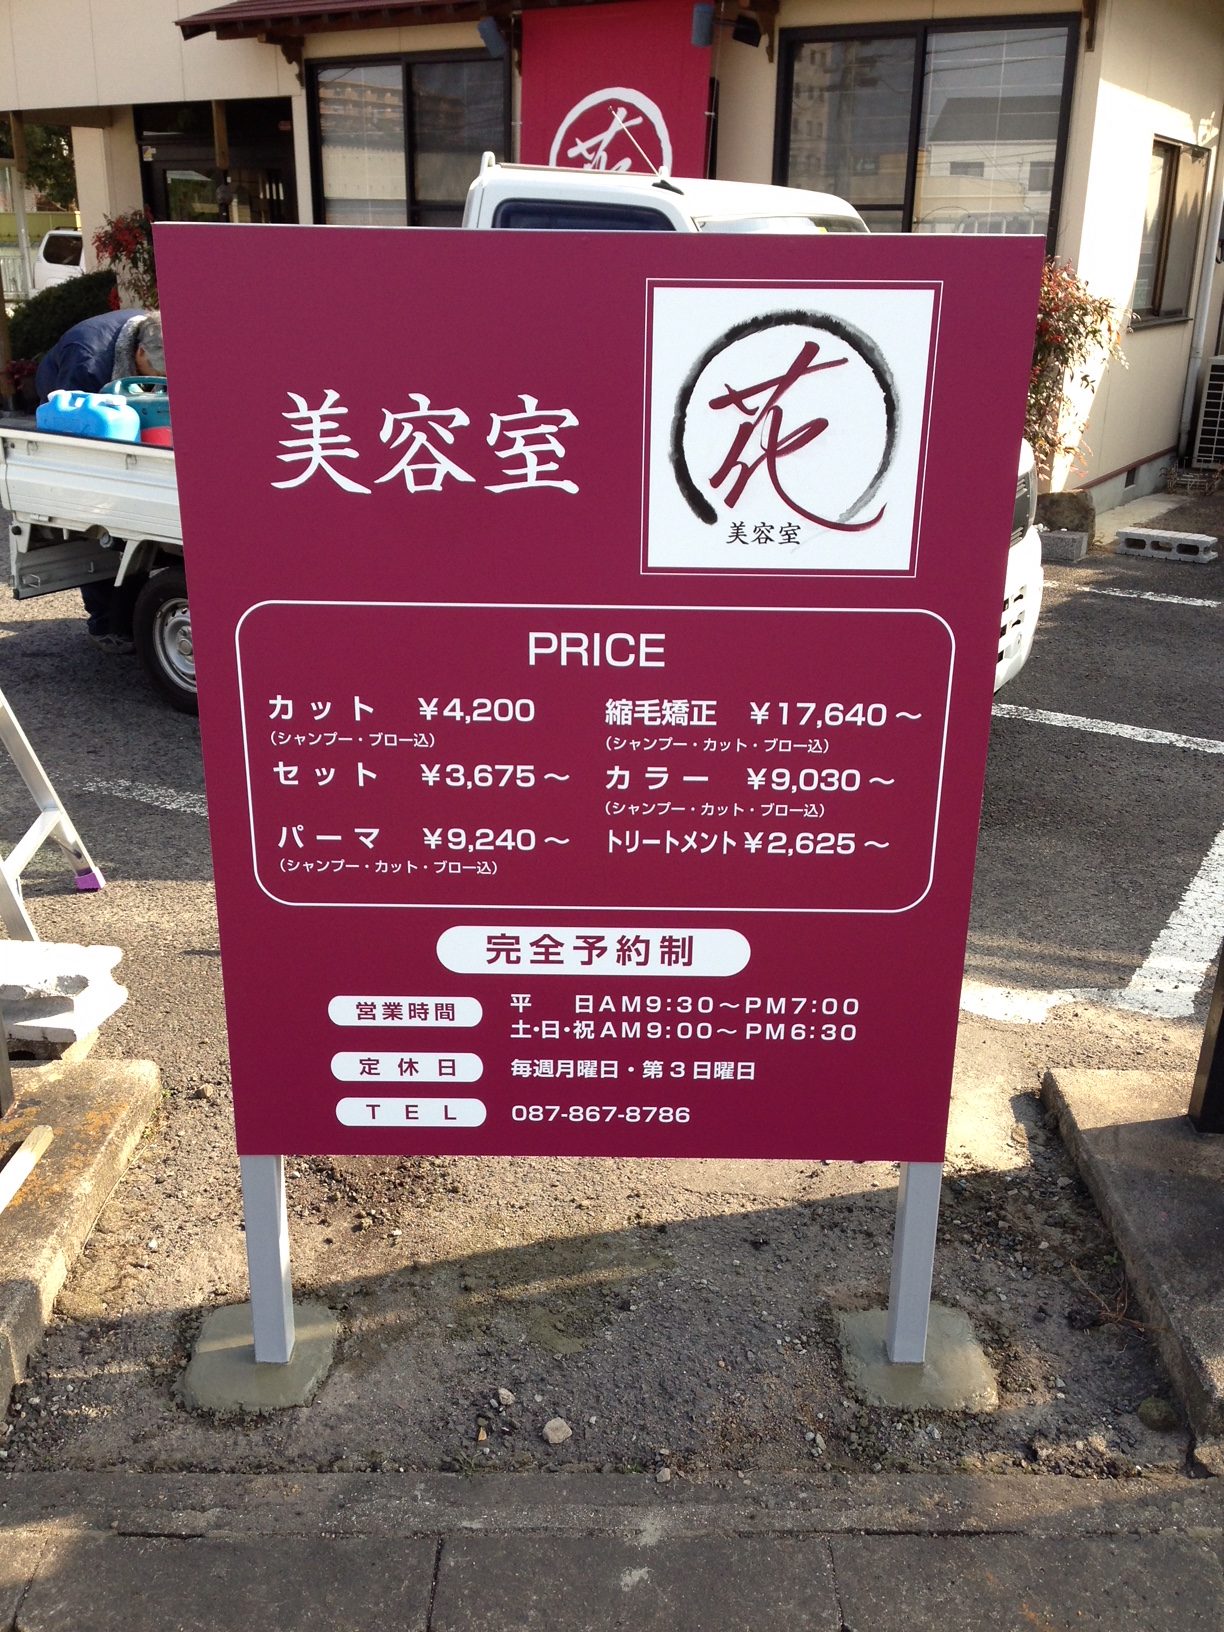 花
美容室
花
美容室
PRICE
カット ￥4,200
（シャンプー・ブロー込）
セット ￥3,675～
パーマ ￥9,240～
（シャンプー・カット・ブロー込）
縮毛矯正 ￥17,640～
（シャンプー・カット・ブロー込）
カラー ￥9,030～
（シャンプー・カット・ブロー込）
トリートメント￥2,625～
完全予約制
営業時間 平 日AM9:30～PM7:00
土・日・祝AM9:00～PM6:30
定休日 毎週月曜日・第3日曜日
TEL 087-867-8786